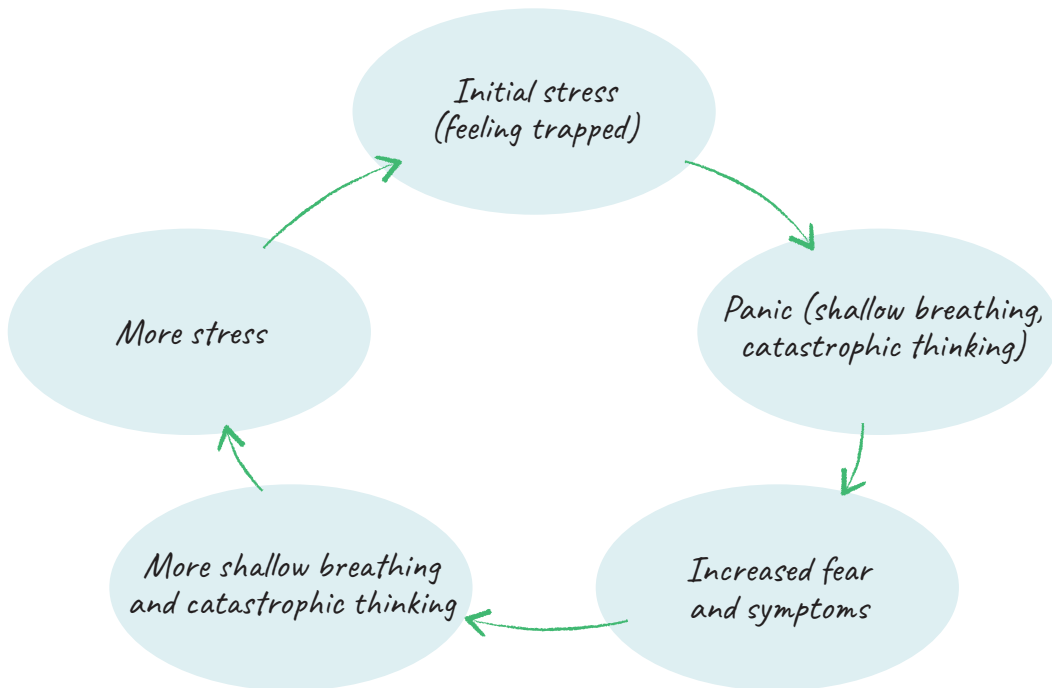 Initial stress
(feeling trapped)
Panic (shallow breathing,
catastrophic thinking)
Increased fear
and symptoms
More shallow breathing
and catastrophic thinking
More stress